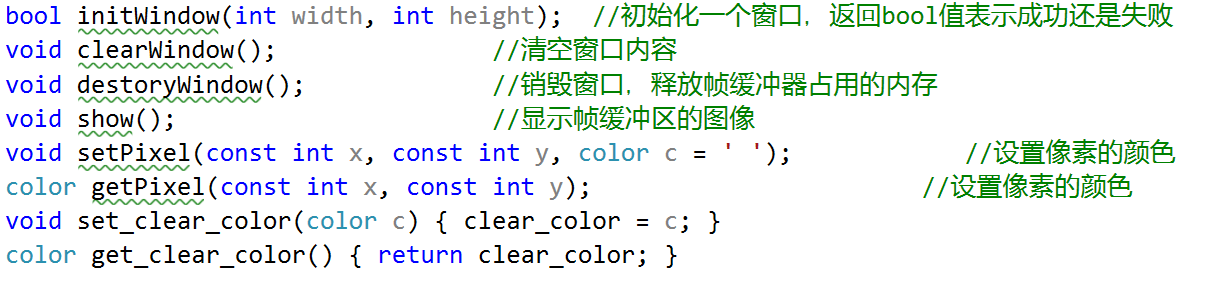 bool initWindow(int width, int height);  //初始化一个窗口，返回bool值表示成功还是失败
void clearWindow();               //清空窗口内容
void destoryWindow();             //销毁窗口，释放帧缓冲器占用的内存
void show();                      //显示帧缓冲区的图像
void setPixel(const int x, const int y, color c = ' ');            //设置像素的颜色
color getPixel(const int x, const int y);                       //设置像素的颜色
void set_clear_color(color c) { clear_color = c; }
color get_clear_color() { return clear_color; }